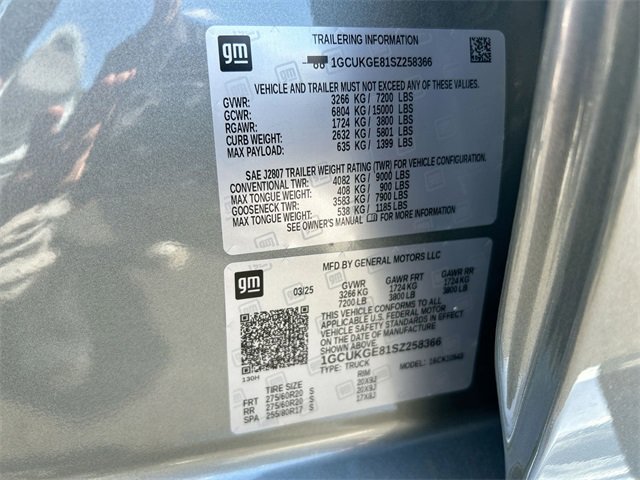 gm
TRAILERING INFORMATION
1GCUKGE81SZ258366
VEHICLE AND TRAILER MUST NOT EXCEED ANY OF THESE VALUES.
GVWR: 3266 KG / 7200 LBS
GCWR: 6804 KG / 15000 LBS
RGAWR: 1724 KG / 3800 LBS
CURB WEIGHT: 2632 KG / 5801 LBS
MAX PAYLOAD: 635 KG / 1399 LBS
SAE J2807 TRAILER WEIGHT RATING (TWR) FOR VEHICLE CONFIGURATION.
CONVENTIONAL TWR: 4082 KG / 9000 LBS
MAX TONGUE WEIGHT: 408 KG / 900 LBS
GOOSENECK TWR: 3583 KG / 7900 LBS
MAX TONGUE WEIGHT: 538 KG / 1185 LBS
SEE OWNER'S MANUAL FOR MORE INFORMATION
gm
MFD BY GENERAL MOTORS LLC
03/25 GVWR GAWR FRT GAWR RR
3266 KG 1724 KG 1724 KG
7200 LB 3800 LB 3800 LB
THIS VEHICLE CONFORMS TO ALL
APPLICABLE U.S. FEDERAL MOTOR
VEHICLE SAFETY STANDARDS IN EFFECT
ON THE DATE OF MANUFACTURE
SHOWN ABOVE.
1GCUKGE81SZ258366
TYPE: TRUCK MODEL:
130H
TIRE SIZE RIM
FRT 275/60R20 S 20X9J
RR 275/60R20 S 20X9J
SPA 255/80R17 S 17X8J